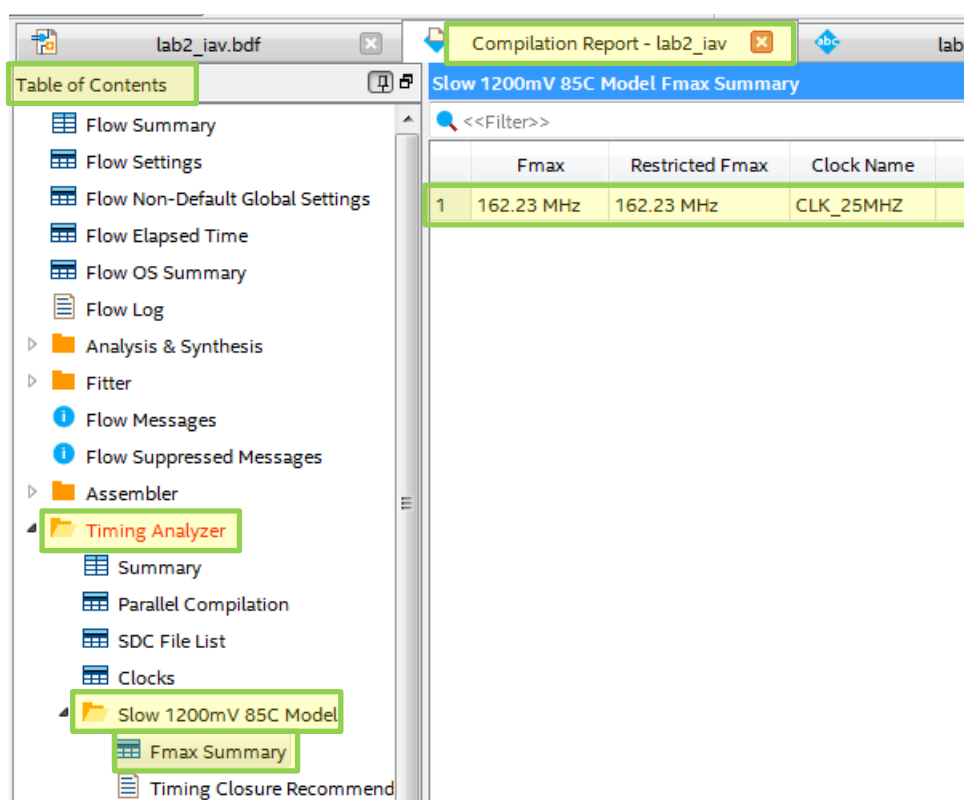 lab2_iav.bdf
Compilation Report - lab2_iav
abc
lab
Table of Contents
Flow Summary
Flow Settings
Flow Non-Default Global Settings
Flow Elapsed Time
Flow OS Summary
Flow Log
Analysis & Synthesis
Fitter
Flow Messages
Flow Suppressed Messages
Assembler
Timing Analyzer
Summary
Parallel Compilation
SDC File List
Clocks
Slow 1200mV 85C Model
Fmax Summary
Timing Closure Recommend
Slow 1200mV 85C Model Fmax Summary
<<Filter>>
Fmax Restricted Fmax Clock Name
1 162.23 MHz 162.23 MHz CLK_25MHZ